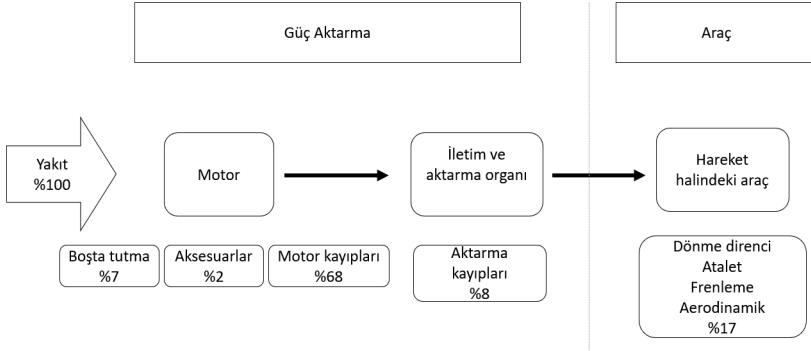 Güç Aktarma
Araç
Yakıt
%100
Motor
İletim ve
aktarma organı
Hareket
halindeki araç
Boşta tutma
%7
Aksesuarlar
%2
Motor kayıpları
%68
Aktarma
kayıpları
%8
Dönme direnci
Atalet
Frenleme
Aerodinamik
%17